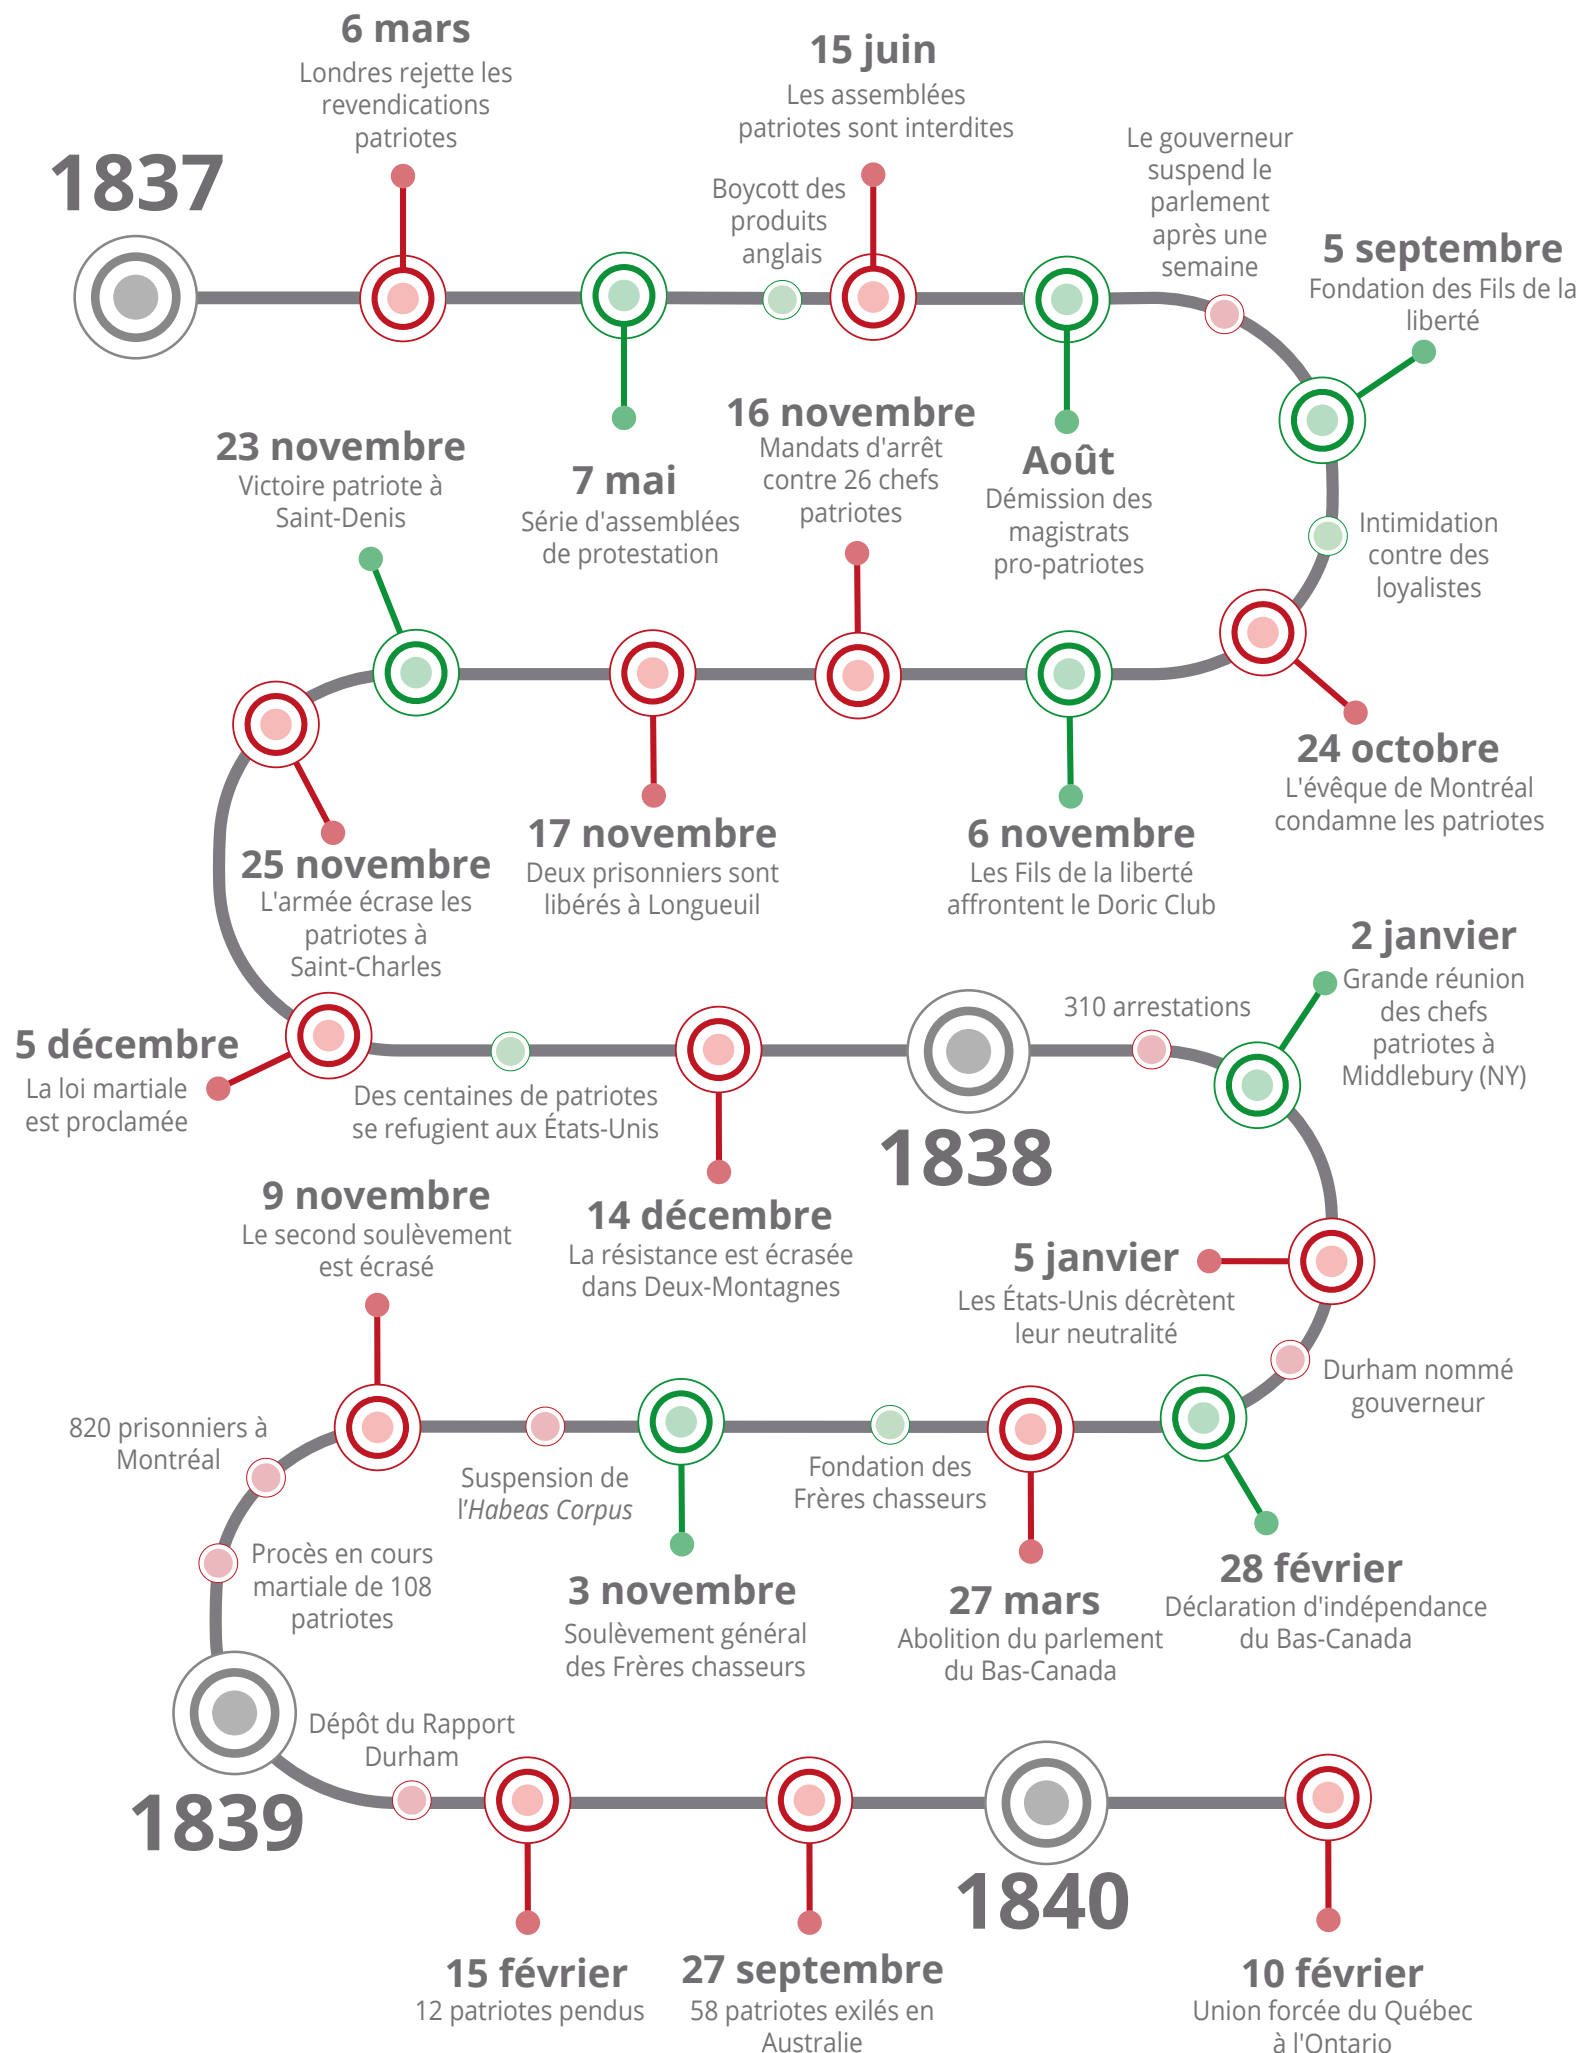 1837
6 mars
Londres rejette les
revendications
patriotes
7 mai
Série d'assemblées
de protestation
Boycott des
produits
anglais
15 juin
Les assemblées
patriotes sont interdites
Août
Démission des
magistrats
pro-patriotes
Le gouverneur
suspend le
parlement
après une
semaine
5 septembre
Fondation des Fils de la
liberté
Intimidation
contre des
loyalistes
24 octobre
L'évêque de Montréal
condamne les patriotes
6 novembre
Les Fils de la liberté
affrontent le Doric Club
16 novembre
Mandats d'arrêt
contre 26 chefs
patriotes
17 novembre
Deux prisonniers sont
libérés à Longueuil
23 novembre
Victoire patriote à
Saint-Denis
25 novembre
L'armée écrase les
patriotes à
Saint-Charles
5 décembre
La loi martiale
est proclamée
Des centaines de patriotes
se refugient aux États-Unis
14 décembre
La résistance est écrasée
dans Deux-Montagnes
1838
310 arrestations
2 janvier
Grande réunion
des chefs
patriotes à
Middlebury (NY)
5 janvier
Les États-Unis décrètent
leur neutralité
Durham nommé
gouverneur
28 février
Déclaration d'indépendance
du Bas-Canada
27 mars
Abolition du parlement
du Bas-Canada
Fondation des
Frères chasseurs
3 novembre
Soulèvement général
des Frères chasseurs
Suspension de
l'Habeas Corpus
9 novembre
Le second soulèvement
est écrasé
820 prisonniers à
Montréal
Procès en cours
martiale de 108
patriotes
1839
Dépôt du Rapport
Durham
15 février
12 patriotes pendus
27 septembre
58 patriotes exilés en
Australie
1840
10 février
Union forcée du Québec
à l'Ontario